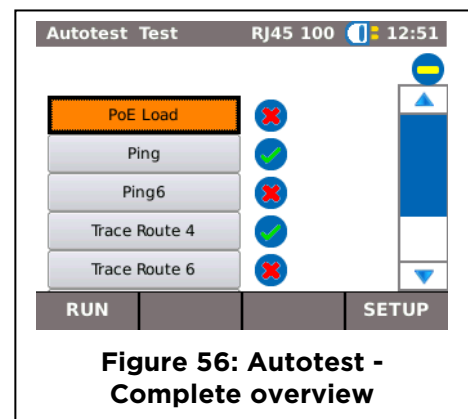 Autotest Test RJ45 100 12:51
PoE Load
Ping
Ping6
Trace Route 4
Trace Route 6
RUN SETUP
Figure 56: Autotest -
Complete overview